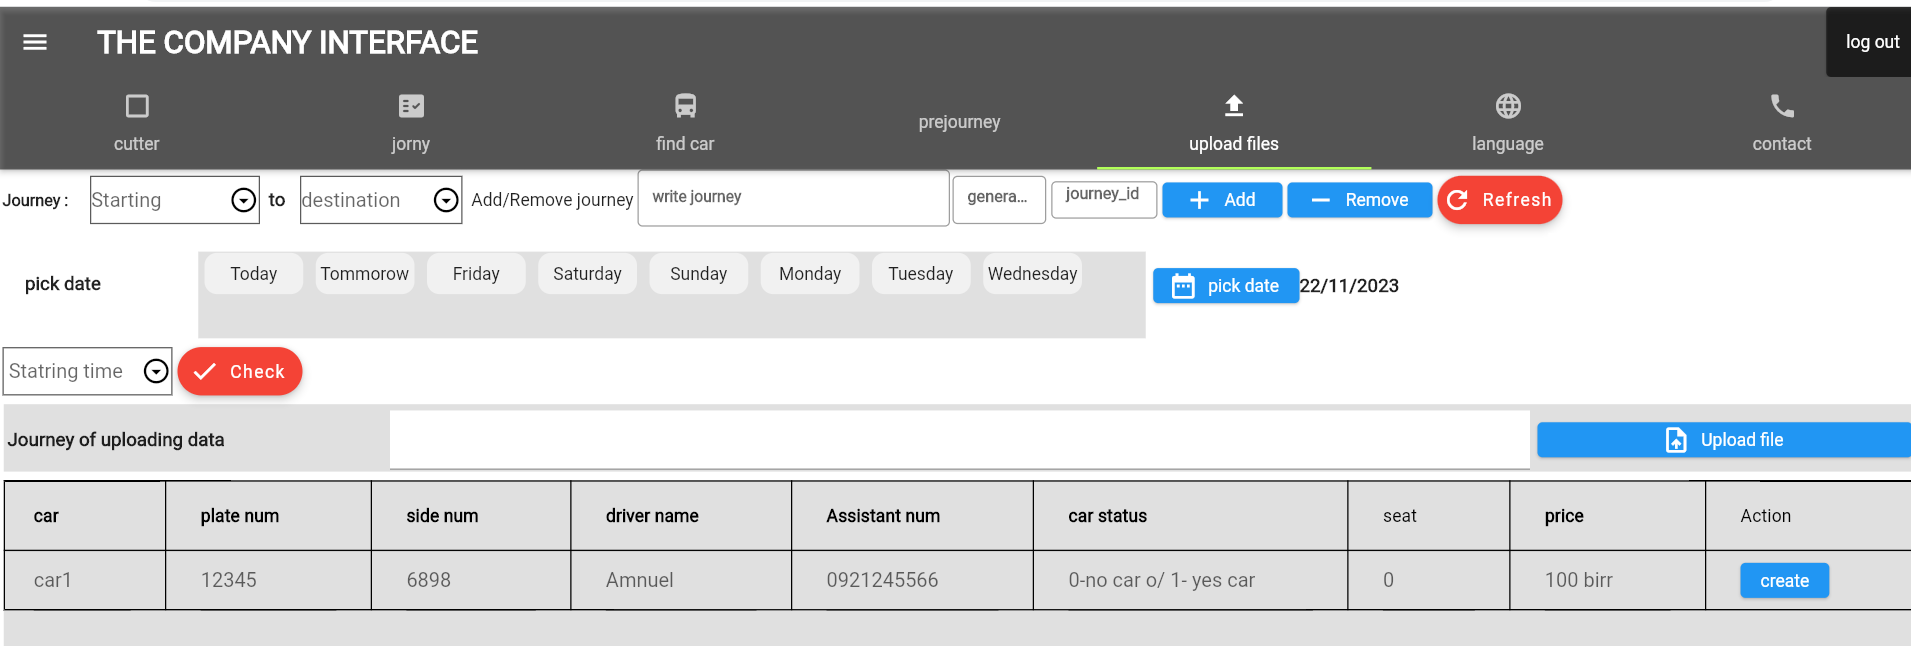 THE COMPANY INTERFACE
log out
cutter
jorny
find car
prejourney
upload files
language
contact
Journey : Starting to destination Add/Remove journey write journey genera... journey_id Add Remove Refresh
pick date Today Tommorow Friday Saturday Sunday Monday Tuesday Wednesday pick date 22/11/2023
Statring time Check
Journey of uploading data Upload file
car plate num side num driver name Assistant num car status seat price Action
car1 12345 6898 Amnuel 0921245566 0-no car o/ 1- yes car 0 100 birr create